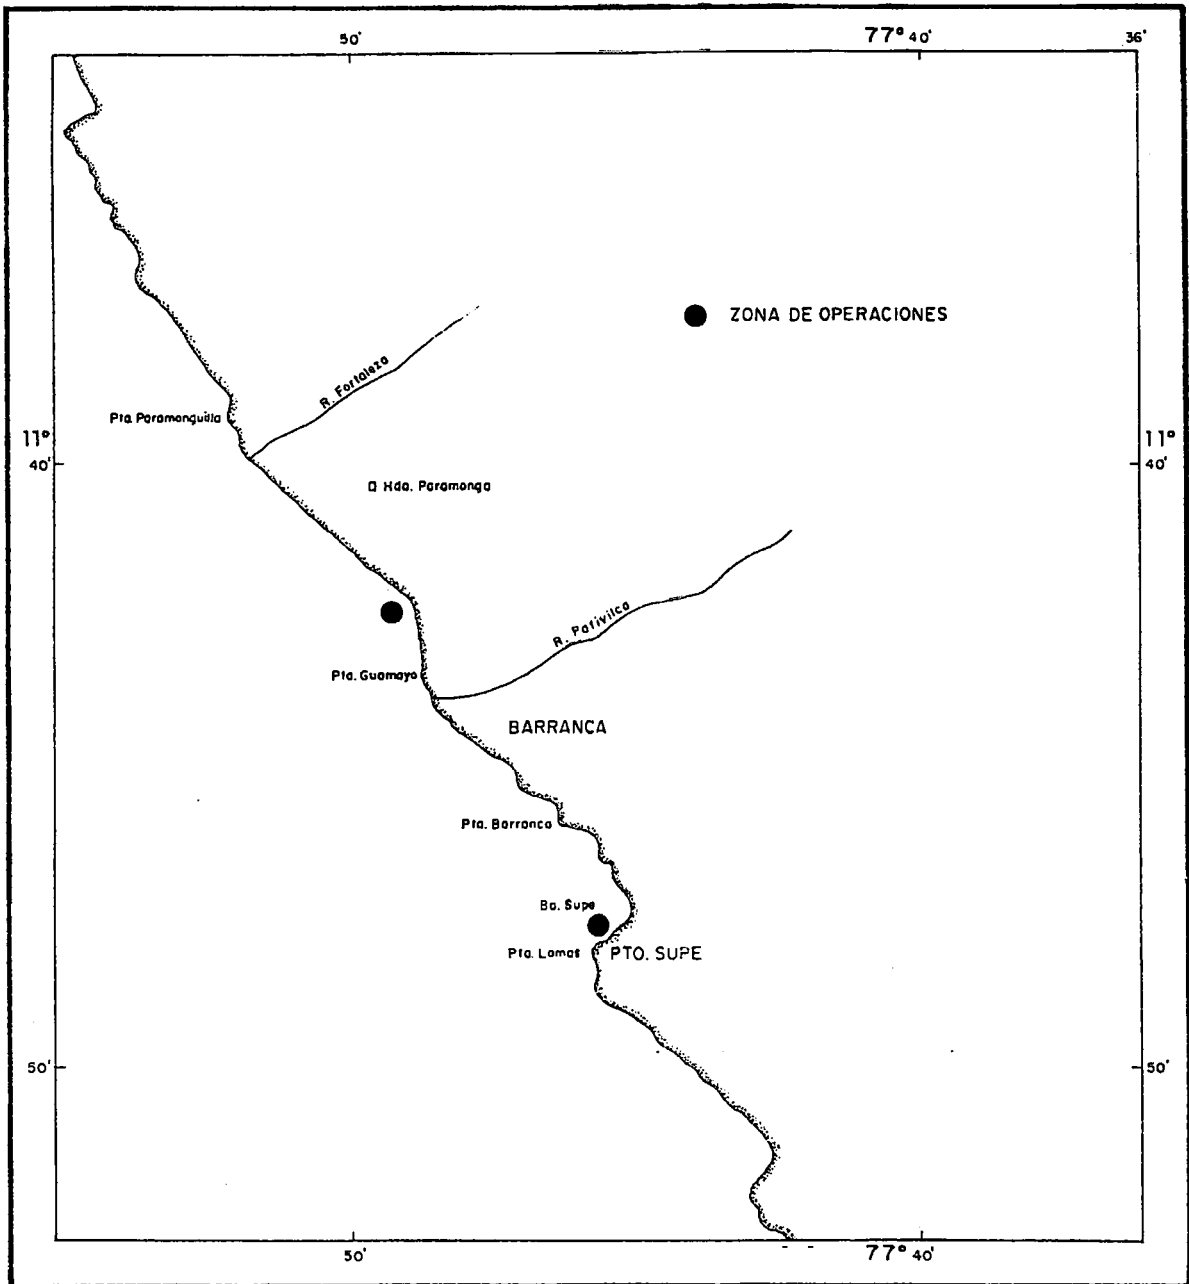 50'
77° 40'
36'
ZONA DE OPERACIONES
R. Fortaleza
Pta. Paramonguilla
11°
40'
11°
40'
Hda. Paramonga
R. Pativilca
Pta. Guamayo
BARRANCA
Pta. Barranca
Ba. Supe
Pta. Lomas
PTO. SUPE
50'
50'
50'
77° 40'